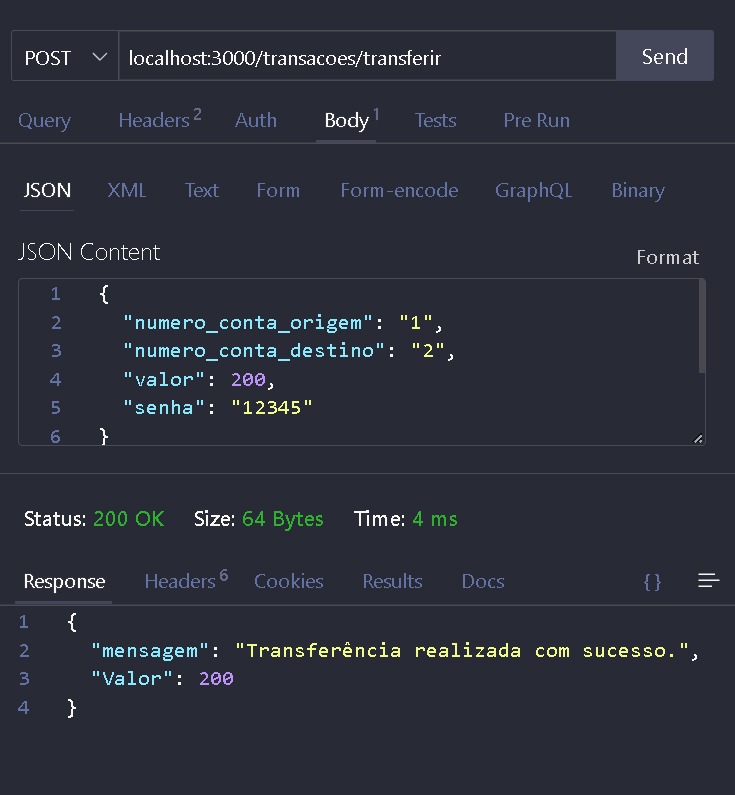 POST localhost:3000/transacoes/transferir Send
Query Headers 2 Auth Body 1 Tests Pre Run
JSON XML Text Form Form-encode GraphQL Binary
JSON Content
Format
1 {
2 "numero_conta_origem": "1",
3 "numero_conta_destino": "2",
4 "valor": 200,
5 "senha": "12345"
6 }
Status: 200 OK Size: 64 Bytes Time: 4 ms
Response Headers 6 Cookies Results Docs {}
1 {
2 "mensagem": "Transferência realizada com sucesso.",
3 "Valor": 200
4 }